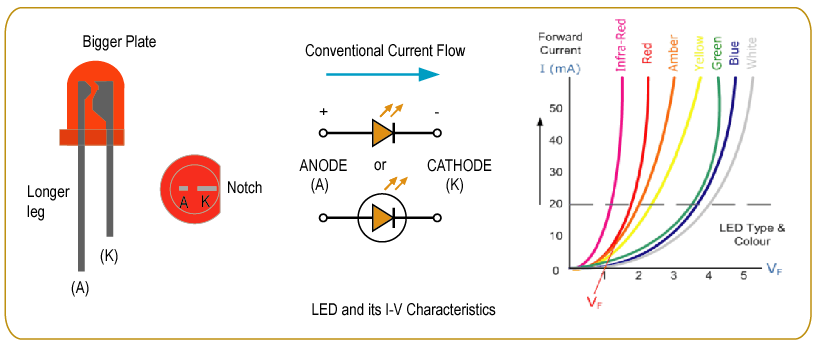 Bigger Plate
Longer
leg
(A)
(K)
A K
Notch
Conventional Current Flow
+ -
ANODE or CATHODE
(A) (K)
LED and its I-V Characteristics
Forward
Current
I (mA)
Infra-Red
Red
Amber
Yellow
Green
Blue
White
50
40
30
20
10
0
1 2 3 4 5 VF
VF
LED Type &
Colour